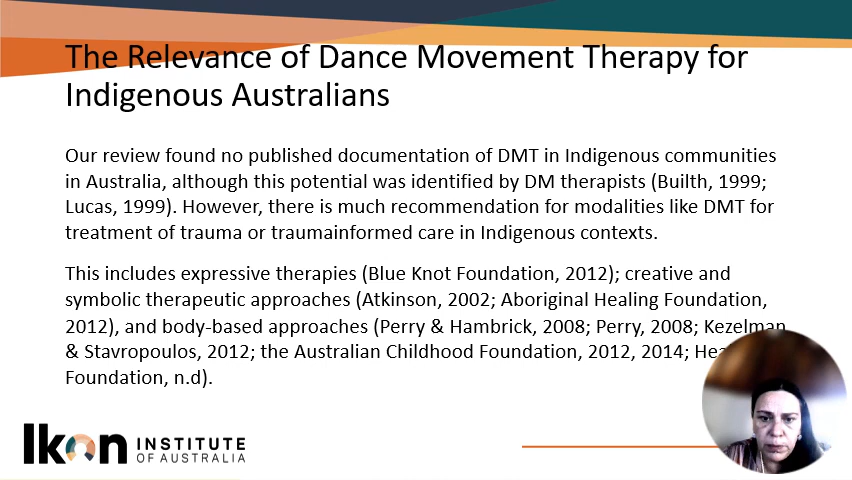 The Relevance of Dance Movement Therapy for
Indigenous Australians
Our review found no published documentation of DMT in Indigenous communities
in Australia, although this potential was identified by DM therapists (Builth, 1999;
Lucas, 1999). However, there is much recommendation for modalities like DMT for
treatment of trauma or traumainformed care in Indigenous contexts.
This includes expressive therapies (Blue Knot Foundation, 2012); creative and
symbolic therapeutic approaches (Atkinson, 2002; Aboriginal Healing Foundation,
2012), and body-based approaches (Perry & Hambrick, 2008; Perry, 2008; Kezelman
& Stavropoulos, 2012; the Australian Childhood Foundation, 2012, 2014;
Foundation, n.d).
Ikon INSTITUTE
OF AUSTRALIA